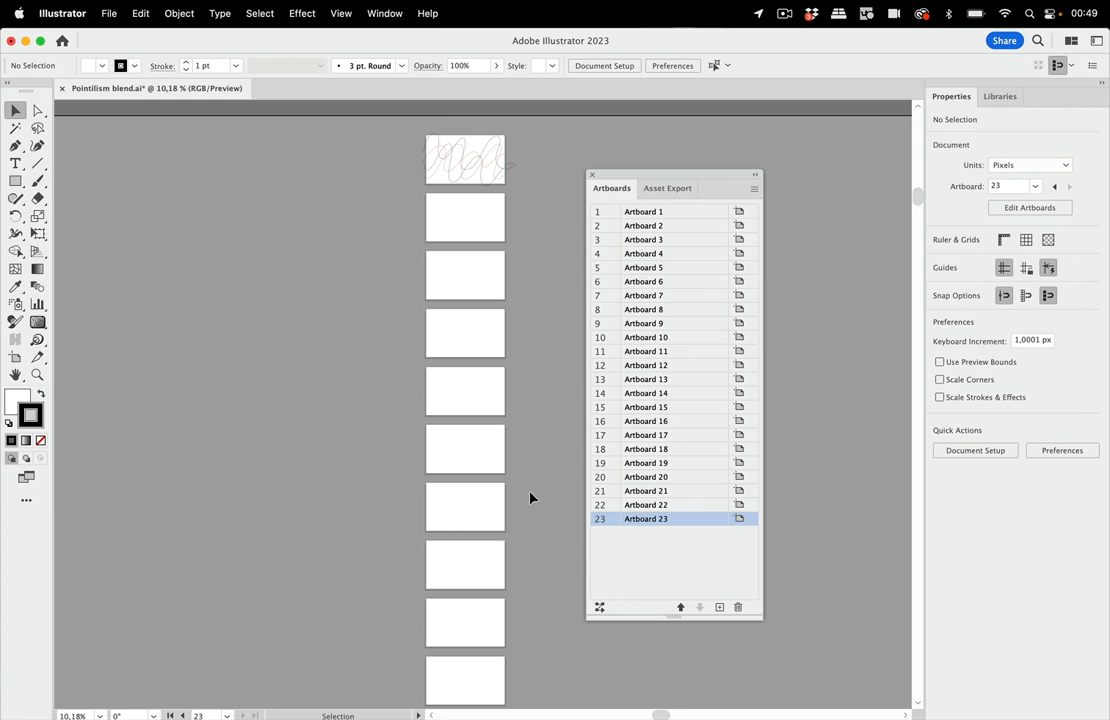 Illustrator File Edit Object Type Select Effect View Window Help 3 00:49
Adobe Illustrator 2023 Share
No Selection Stroke: 1 pt 3 pt. Round Opacity: 100% Style: Document Setup Preferences
Pointilism blend.ai* @ 10,18 % (RGB/Preview)
Properties Libraries
No Selection
Document
Units: Pixels
Artboard: 23
Edit Artboards
Ruler & Grids
Guides
Snap Options
Preferences
Keyboard Increment: 1,0001 px
Use Preview Bounds
Scale Corners
Scale Strokes & Effects
Quick Actions
Document Setup Preferences
Artboards Asset Export
1 Artboard 1
2 Artboard 2
3 Artboard 3
4 Artboard 4
5 Artboard 5
6 Artboard 6
7 Artboard 7
8 Artboard 8
9 Artboard 9
10 Artboard 10
11 Artboard 11
12 Artboard 12
13 Artboard 13
14 Artboard 14
15 Artboard 15
16 Artboard 16
17 Artboard 17
18 Artboard 18
19 Artboard 19
20 Artboard 20
21 Artboard 21
22 Artboard 22
23 Artboard 23
10,18% 0° 23 Selection